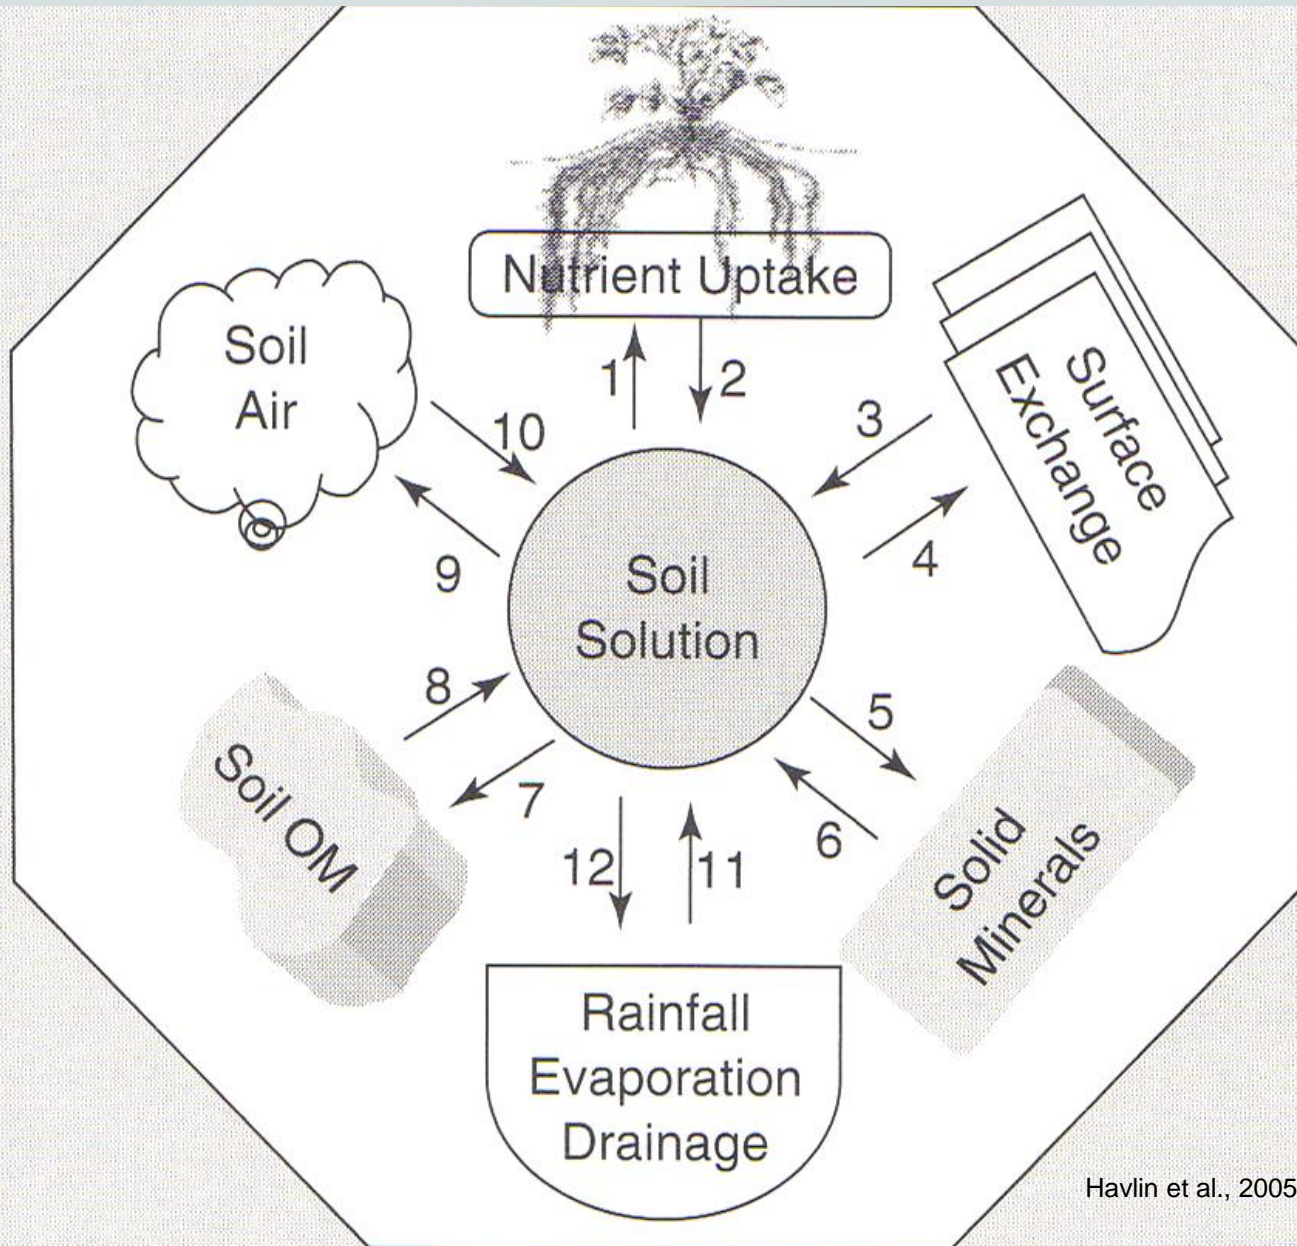 Nutrient Uptake
Soil
Air
Surface
Exchange
1
2
3
10
4
9
Soil
Solution
8
5
7
6
12
11
Soil OM
Solid
Minerals
Rainfall
Evaporation
Drainage
Havlin et al., 2005